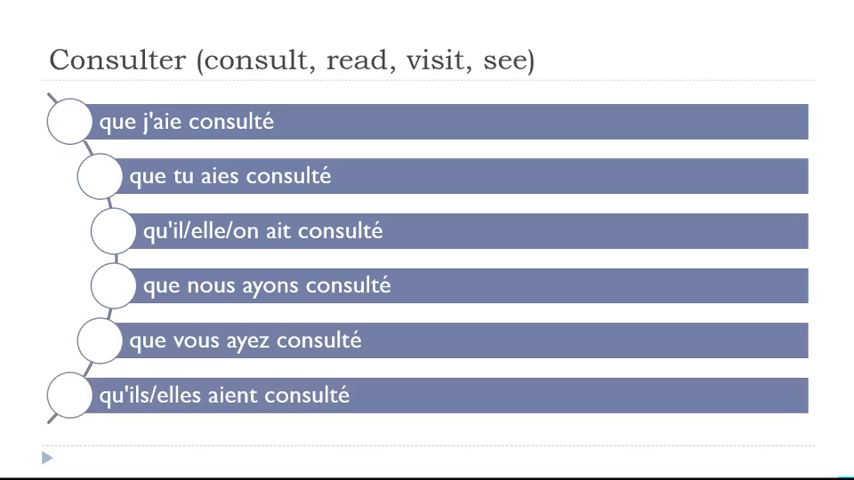 Consulter (consult, read, visit, see)
que j'aie consulté
que tu aies consulté
qu'il/elle/on ait consulté
que nous ayons consulté
que vous ayez consulté
qu'ils/elles aient consulté